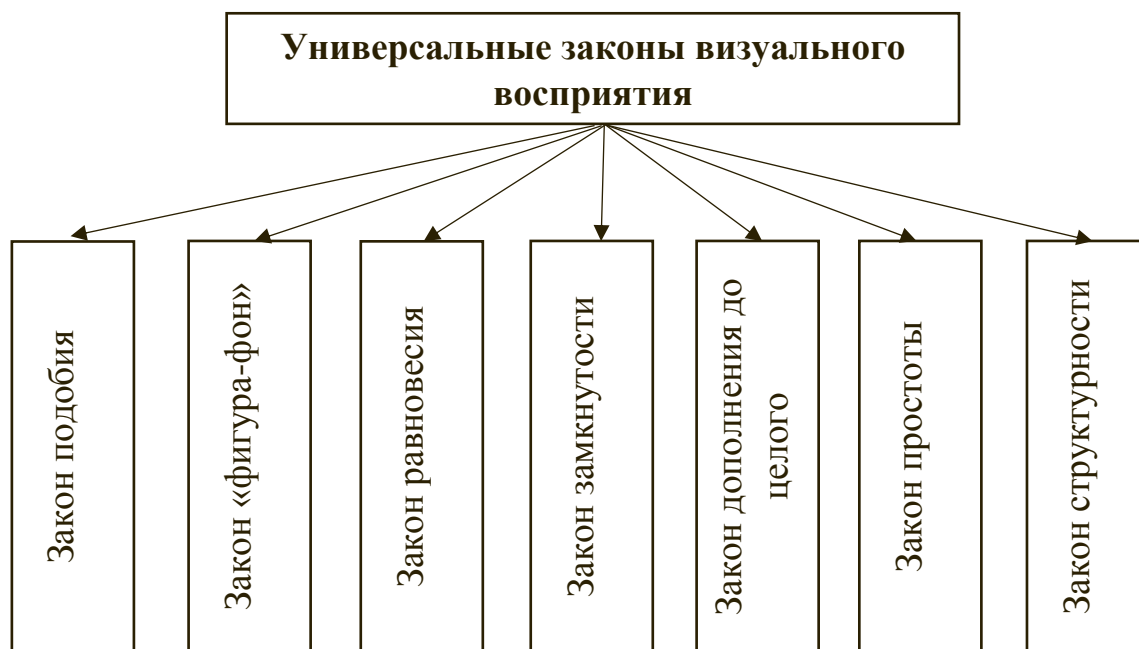 Универсальные законы визуального
восприятия
Закон подобия
Закон «фигура-фон»
Закон равновесия
Закон замкнутости
Закон дополнения до
целого
Закон простоты
Закон структурности